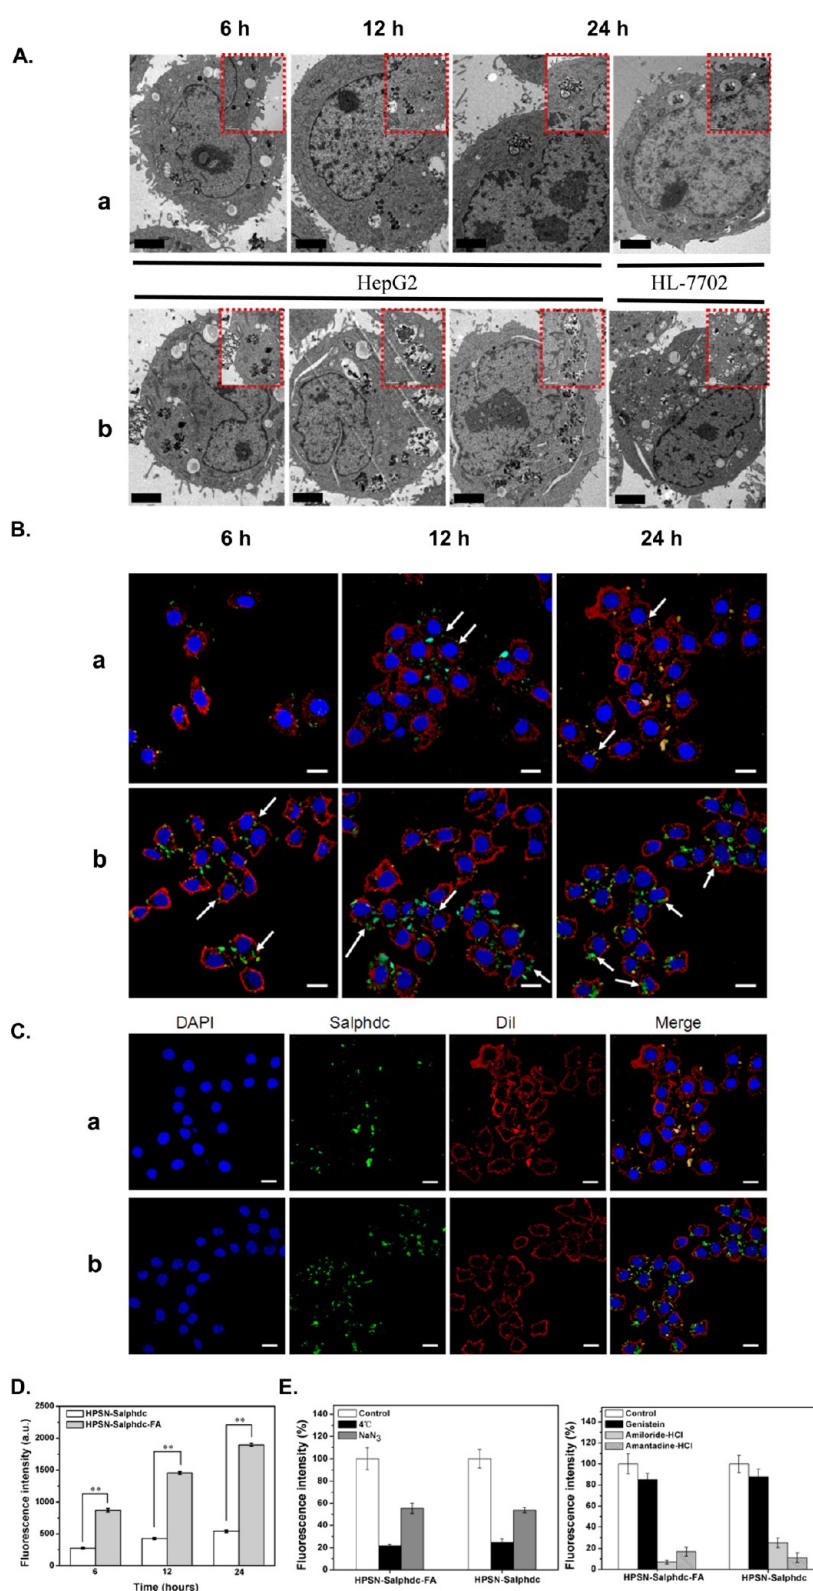 6 h 12 h 24 h
A.
a
HepG2 HL-7702
b
B.
6 h 12 h 24 h
a
b
C.
DAPI Salphdc Dil Merge
a
b
D.
HPSN-Salphdc
HPSN-Salphdc-FA
Fluorescence intensity (a.u.)
2500
2000
1500
1000
500
0
** ** **
6 12 24
Time (hours)
E.
Control
4℃
NaN3
Fluorescence intensity (%)
140
120
100
80
60
40
20
0
HPSN-Salphdc-FA HPSN-Salphdc
Control
Genistein
Amiloride-HCl
Amantadine-HCl
Fluorescence intensity (%)
140
120
100
80
60
40
20
0
HPSN-Salphdc-FA HPSN-Salphdc